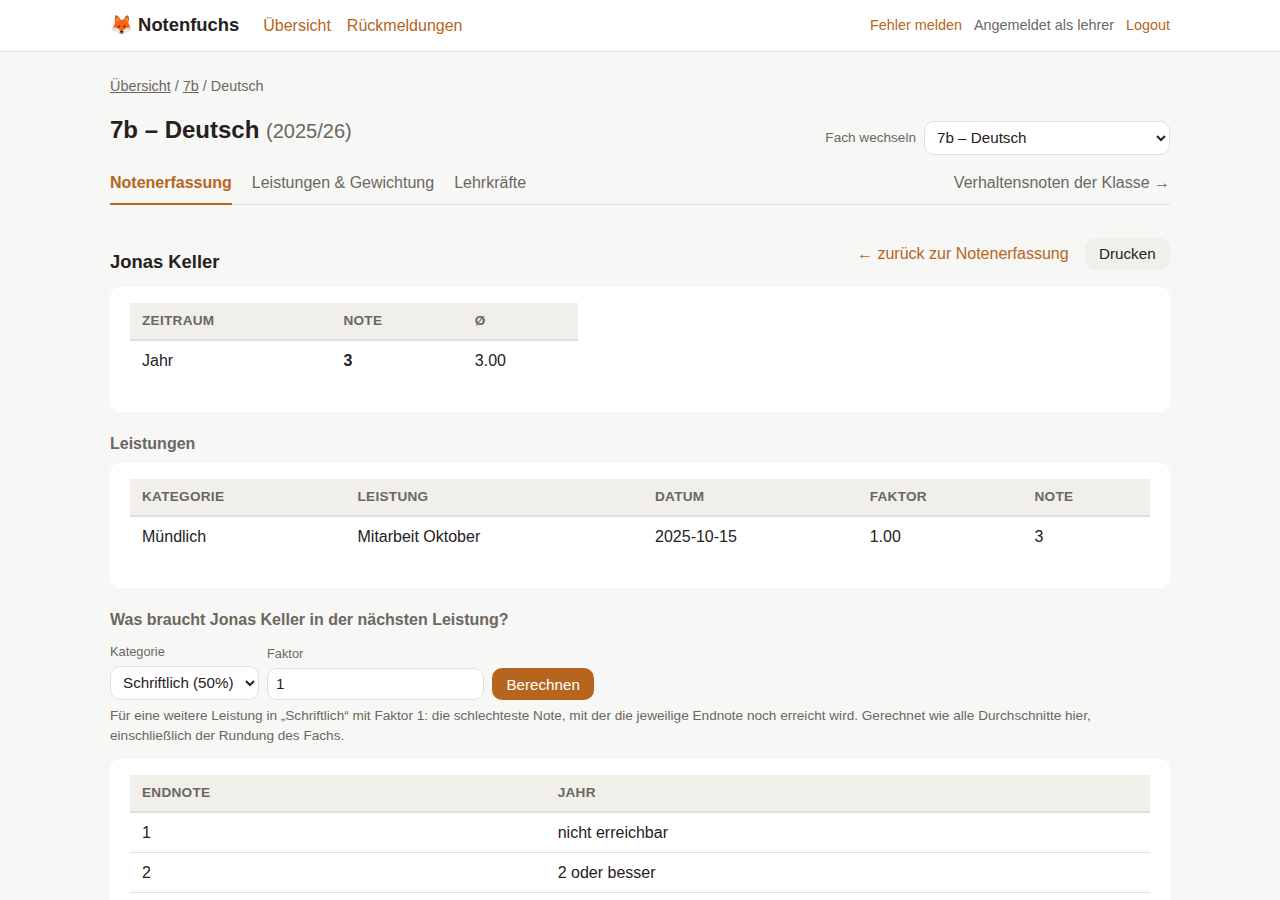 🦊 Notenfuchs Übersicht Rückmeldungen Fehler melden Angemeldet als lehrer Logout
Übersicht / 7b / Deutsch
7b – Deutsch (2025/26)
Fach wechseln 7b – Deutsch
Notenerfassung Leistungen & Gewichtung Lehrkräfte Verhaltensnoten der Klasse →
Jonas Keller
← zurück zur Notenerfassung Drucken
ZEITRAUM NOTE Ø
Jahr 3 3.00
Leistungen
KATEGORIE LEISTUNG DATUM FAKTOR NOTE
Mündlich Mitarbeit Oktober 2025-10-15 1.00 3
Was braucht Jonas Keller in der nächsten Leistung?
Kategorie Faktor
Schriftlich (50%) 1 Berechnen
Für eine weitere Leistung in „Schriftlich“ mit Faktor 1: die schlechteste Note, mit der die jeweilige Endnote noch erreicht wird. Gerechnet wie alle Durchschnitte hier,
einschließlich der Rundung des Fachs.
ENDNOTE JAHR
1 nicht erreichbar
2 2 oder besser